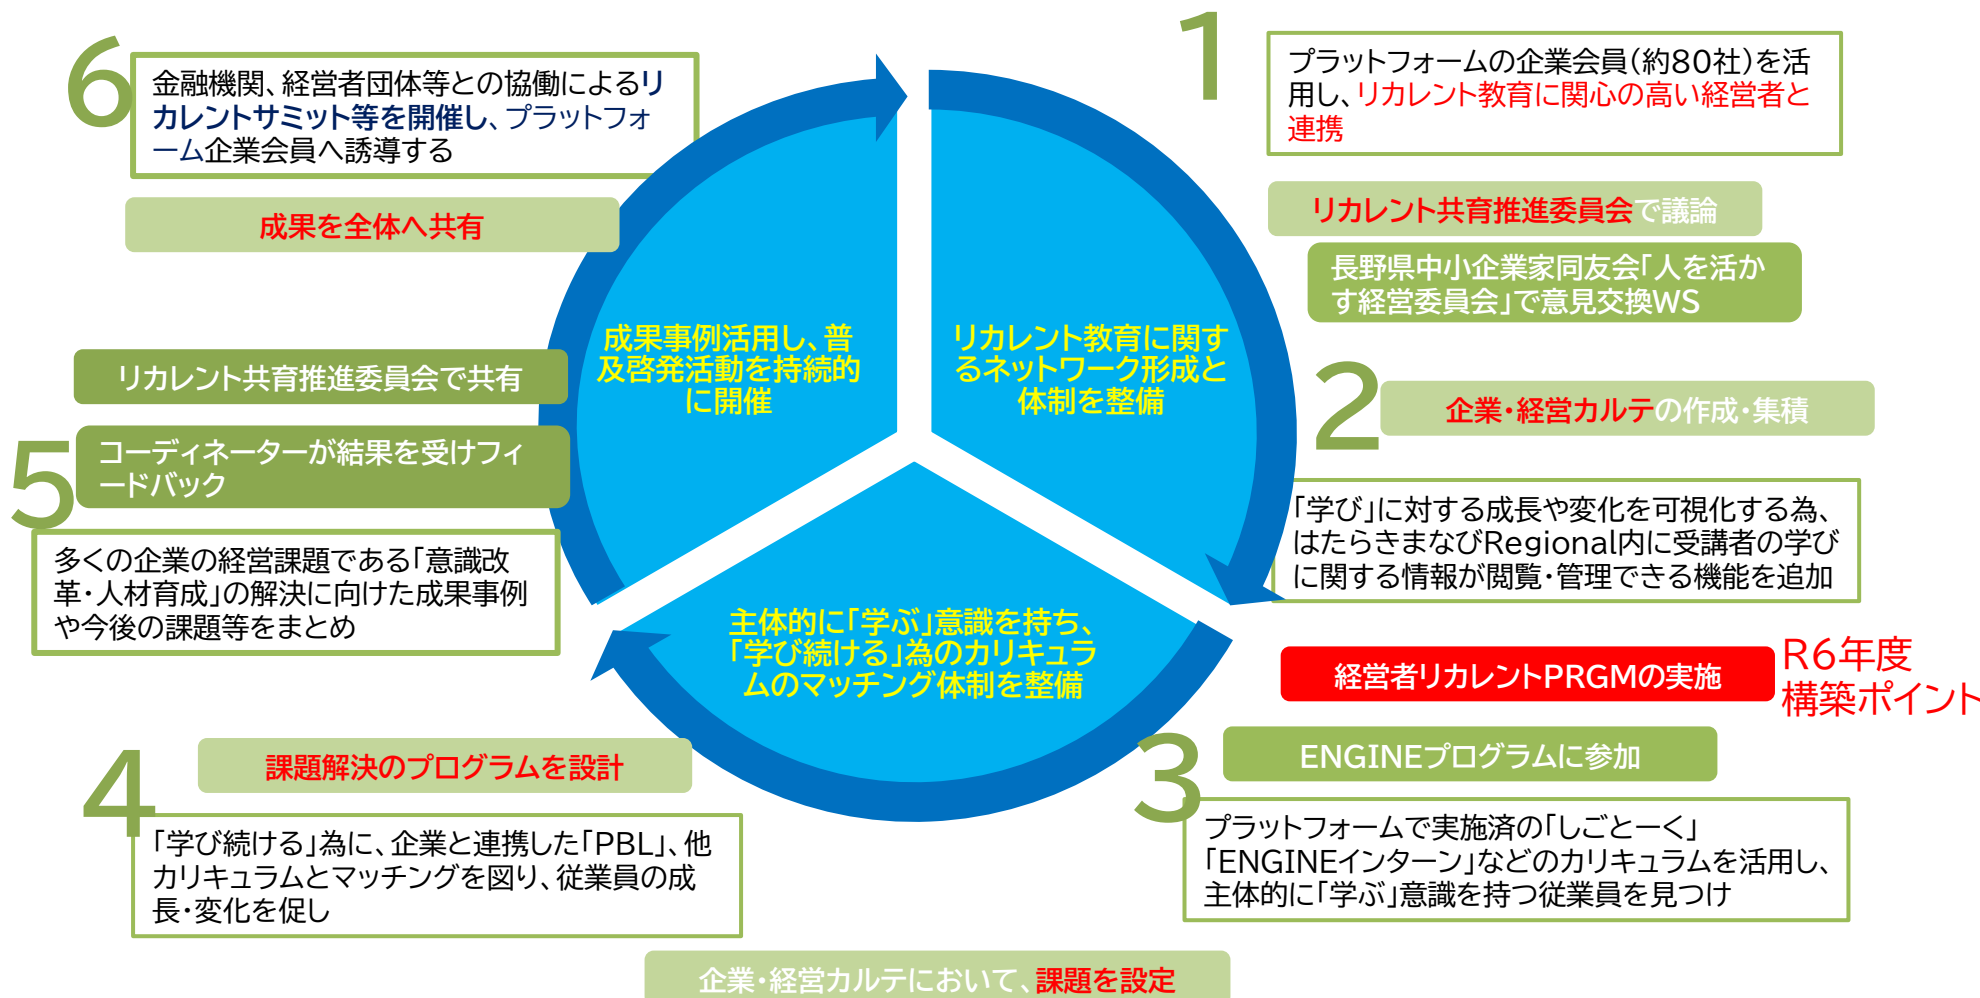 1
プラットフォームの企業会員(約80社)を活
用し、リカレント教育に関心の高い経営者と
連携
リカレント共育推進委員会で議論
長野県中小企業家同友会「人を活か
す経営委員会」で意見交換WS
2
企業・経営カルテの作成・集積
「学び」に対する成長や変化を可視化する為、
はたらきまなびRegional内に受講者の学び
に関する情報が閲覧・管理できる機能を追加
経営者リカレントPRGMの実施
R6年度
構築ポイント
3
ENGINEプログラムに参加
プラットフォームで実施済の「しごとーく」
「ENGINEインターン」などのカリキュラムを活用し、
主体的に「学ぶ」意識を持つ従業員を見つけ
企業・経営カルテにおいて、課題を設定
4
課題解決のプログラムを設計
「学び続ける」為に、企業と連携した「PBL」、他
カリキュラムとマッチングを図り、従業員の成
長・変化を促し
5
リカレント共育推進委員会で共有
コーディネーターが結果を受けフィ
ードバック
多くの企業の経営課題である「意識改
革・人材育成」の解決に向けた成果事例
や今後の課題等をまとめ
6
金融機関、経営者団体等との協働によるリ
カレントサミット等を開催し、プラットフォ
ーム企業会員へ誘導する
成果を全体へ共有
リカレント教育に関す
るネットワーク形成と
体制を整備
主体的に「学ぶ」意識を持ち、
「学び続ける」為のカリキュラ
ムのマッチング体制を整備
成果事例活用し、普
及啓発活動を持続的
に開催